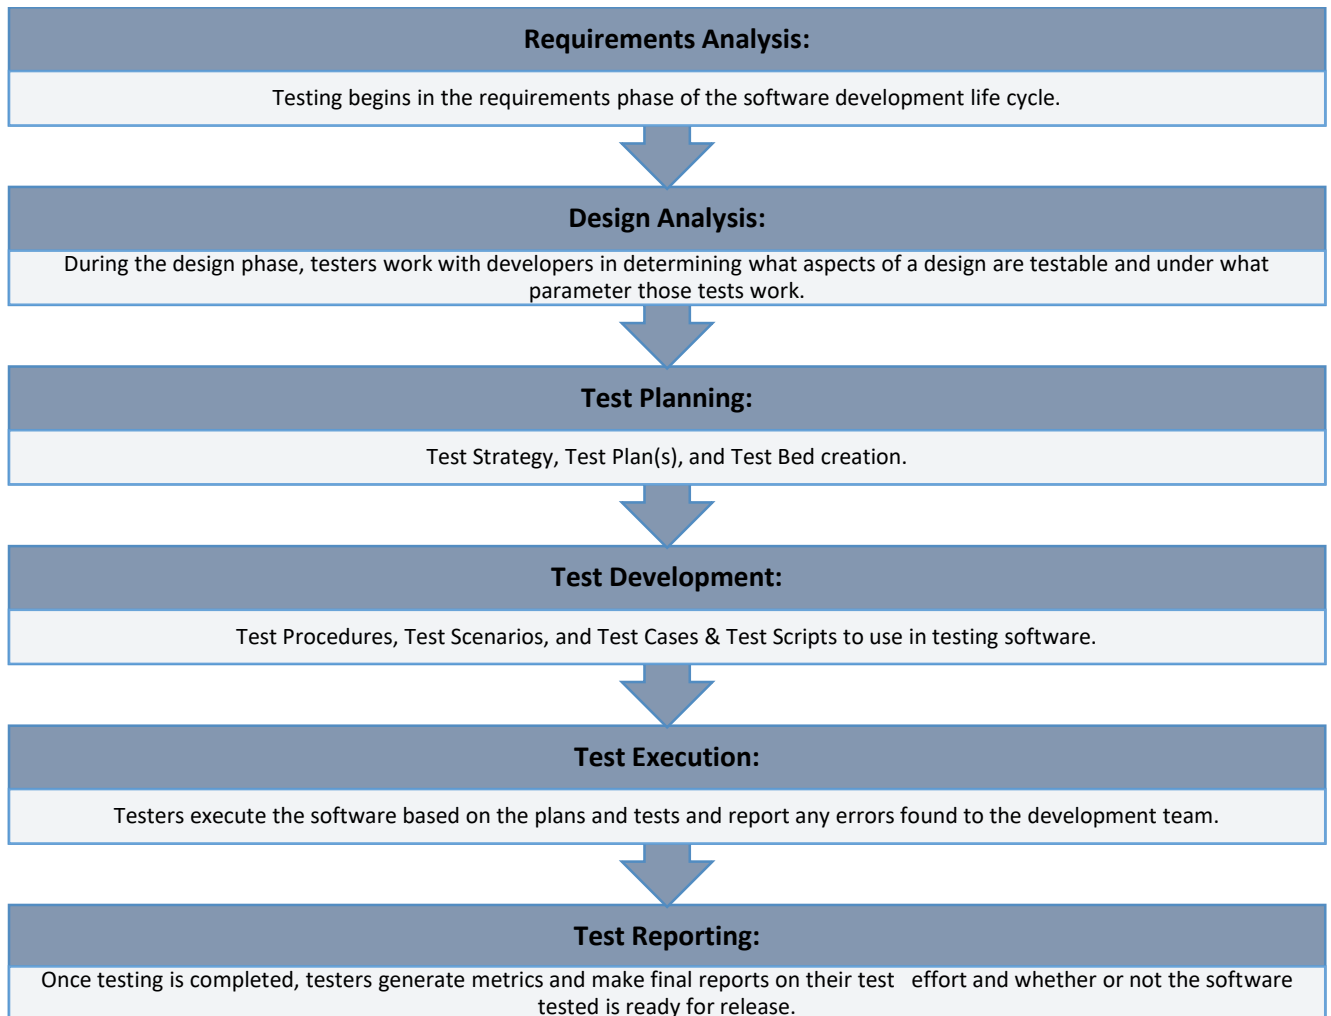 Requirements Analysis:
Testing begins in the requirements phase of the software development life cycle.
Design Analysis:
During the design phase, testers work with developers in determining what aspects of a design are testable and under what
parameter those tests work.
Test Planning:
Test Strategy, Test Plan(s), and Test Bed creation.
Test Development:
Test Procedures, Test Scenarios, and Test Cases & Test Scripts to use in testing software.
Test Execution:
Testers execute the software based on the plans and tests and report any errors found to the development team.
Test Reporting:
Once testing is completed, testers generate metrics and make final reports on their test   effort and whether or not the software
tested is ready for release.